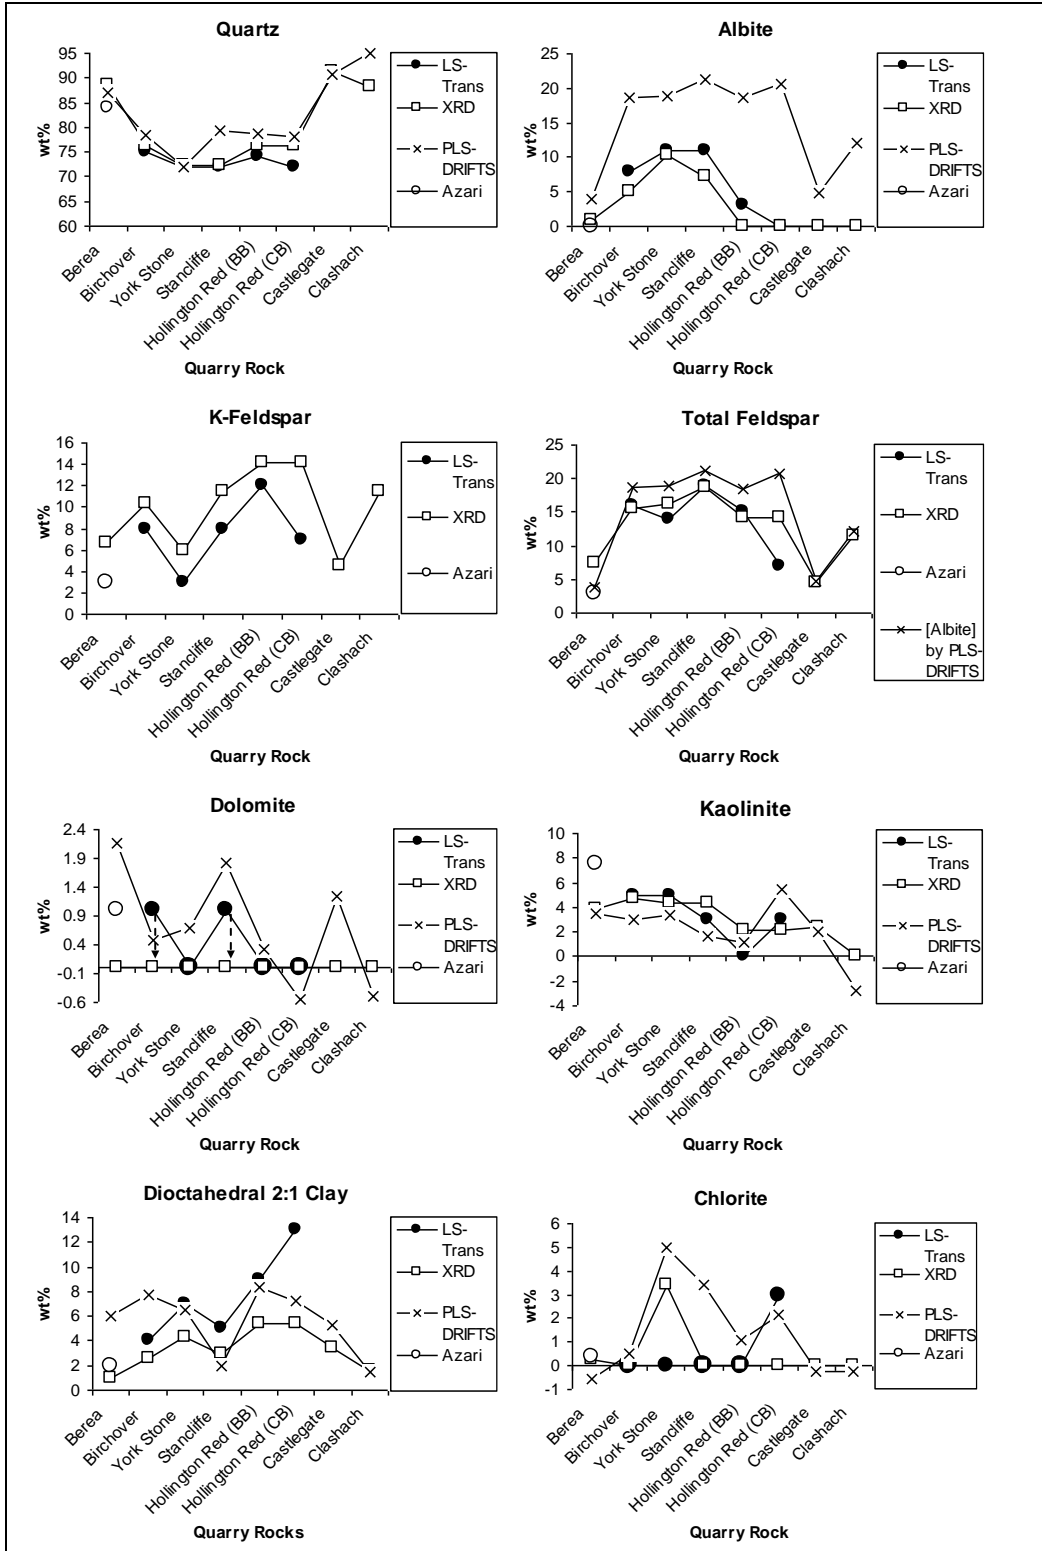 Quartz
95
90
85
80
75
70
65
60
wt%
Berea
Birchover
York Stone
Stancliffe
Hollington Red (BB)
Hollington Red (CB)
Castlegate
Clashach
Quarry Rock
LS-
Trans
XRD
PLS-
DRIFTS
Azari
Albite
25
20
15
10
5
0
wt%
Berea
Birchover
York Stone
Stancliffe
Hollington Red (BB)
Hollington Red (CB)
Castlegate
Clashach
Quarry Rock
LS-
Trans
XRD
PLS-
DRIFTS
Azari
K-Feldspar
16
14
12
10
8
6
4
2
0
wt%
Berea
Birchover
York Stone
Stancliffe
Hollington Red (BB)
Hollington Red (CB)
Castlegate
Clashach
Quarry Rock
LS-
Trans
XRD
Azari
Total Feldspar
25
20
15
10
5
0
wt%
Berea
Birchover
York Stone
Stancliffe
Hollington Red (BB)
Hollington Red (CB)
Castlegate
Clashach
Quarry Rock
LS-
Trans
XRD
Azari
[Albite]
by PLS-
DRIFTS
Dolomite
2.4
1.9
1.4
0.9
0.4
-0.1
-0.6
wt%
Berea
Birchover
York Stone
Stancliffe
Hollington Red (BB)
Hollington Red (CB)
Castlegate
Clashach
Quarry Rock
LS-
Trans
XRD
PLS-
DRIFTS
Azari
Kaolinite
10
8
6
4
2
0
-2
-4
wt%
Berea
Birchover
York Stone
Stancliffe
Hollington Red (BB)
Hollington Red (CB)
Castlegate
Clashach
Quarry Rock
LS-
Trans
XRD
PLS-
DRIFTS
Azari
Dioctahedral 2:1 Clay
14
12
10
8
6
4
2
0
wt%
Berea
Birchover
York Stone
Stancliffe
Hollington Red (BB)
Hollington Red (CB)
Castlegate
Clashach
Quarry Rocks
LS-
Trans
XRD
PLS-
DRIFTS
Azari
Chlorite
6
5
4
3
2
1
0
-1
wt%
Berea
Birchover
York Stone
Stancliffe
Hollington Red (BB)
Hollington Red (CB)
Castlegate
Clashach
Quarry Rock
LS-
Trans
XRD
PLS-
DRIFTS
Azari